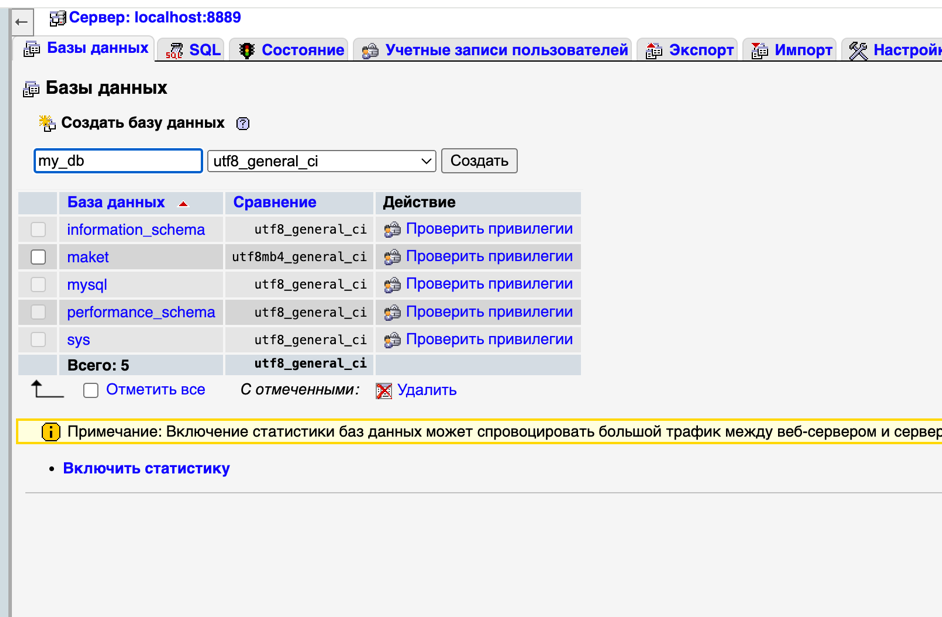 Сервер: localhost:8889
Базы данных SQL Состояние Учетные записи пользователей Экспорт Импорт
Базы данных
Создать базу данных
my_db utf8_general_ci Создать
База данных Сравнение Действие
information_schema utf8_general_ci Проверить привилегии
maket utf8mb4_general_ci Проверить привилегии
mysql utf8_general_ci Проверить привилегии
performance_schema utf8_general_ci Проверить привилегии
sys utf8_general_ci Проверить привилегии
Всего: 5 utf8_general_ci
Отметить все С отмеченными: Удалить
Примечание: Включение статистики баз данных может спровоцировать большой трафик между веб-сервером и
Включить статистику